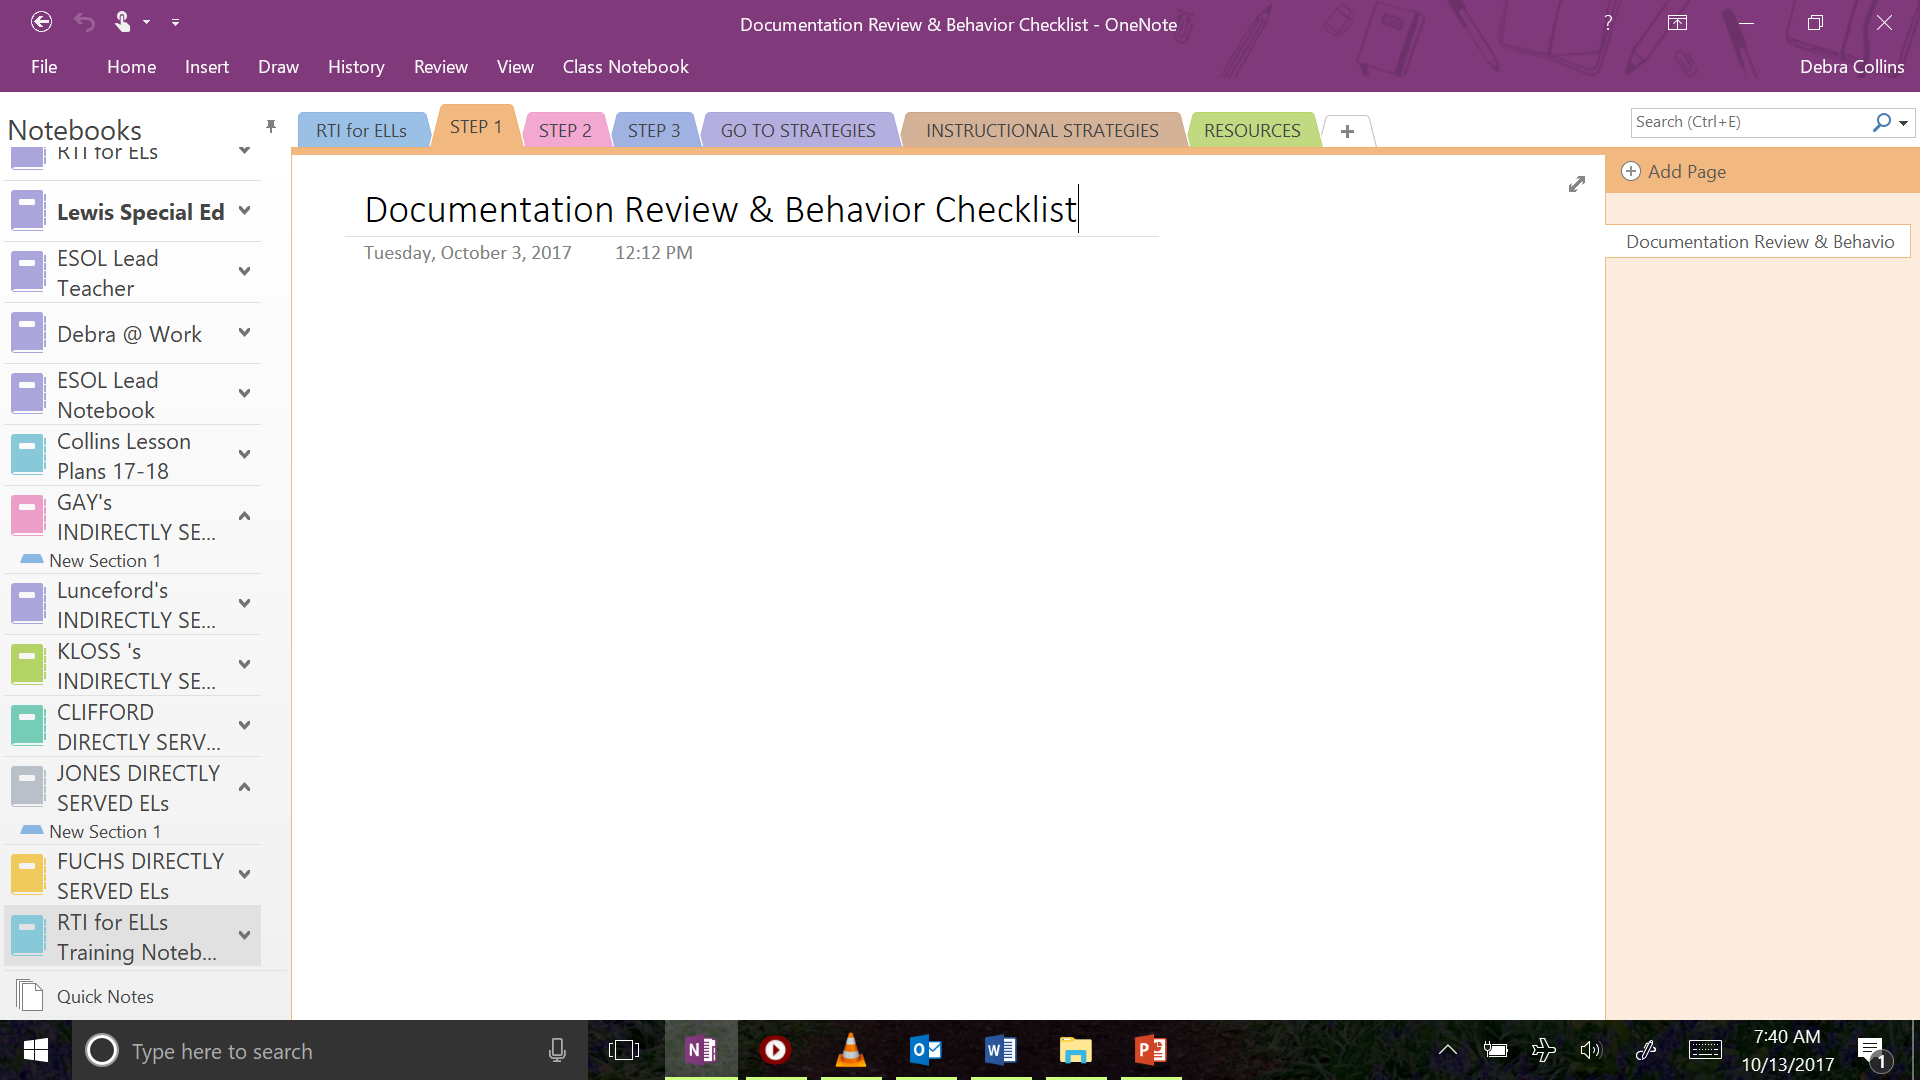 Documentation Review & Behavior Checklist - OneNote
?
File Home Insert Draw History Review View Class Notebook
Debra Collins
Notebooks
RTI for ELLs
STEP 1
STEP 2
STEP 3
GO TO STRATEGIES
INSTRUCTIONAL STRATEGIES
RESOURCES
+
Search (Ctrl+E)
RTI for ELs
Lewis Special Ed
ESOL Lead
Teacher
Debra @ Work
ESOL Lead
Notebook
Collins Lesson
Plans 17-18
GAY's
INDIRECTLY SE...
New Section 1
Lunceford's
INDIRECTLY SE...
KLOSS 's
INDIRECTLY SE...
CLIFFORD
DIRECTLY SERV...
JONES DIRECTLY
SERVED ELs
New Section 1
FUCHS DIRECTLY
SERVED ELs
RTI for ELLs
Training Noteb...
Quick Notes
Documentation Review & Behavior Checklist
Tuesday, October 3, 2017 12:12 PM
Add Page
Documentation Review & Behavio
Type here to search
7:40 AM
10/13/2017
1